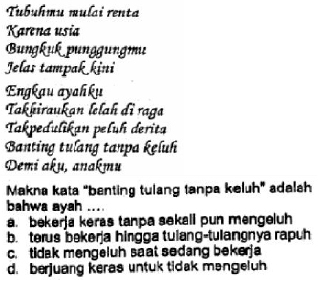 Tubuhmu mulai renta
Karena usia
Bungkuk punggungmu
Jelas tampak kini
Engkau ayahku
Takhiraukan lelah di raga
Takpedulikan peluh derita
Banting tulang tanpa keluh
Demi aku, anakmu
Makna kata "banting tulang tanpa keluh" adalah
bahwa ayah ....
a. bekerja keras tanpa sekali pun mengeluh
b. terus bekerja hingga tulang-tulangnya rapuh
c. tidak mengeluh saat sedang bekerja
d. berjuang keras untuk tidak mengeluh